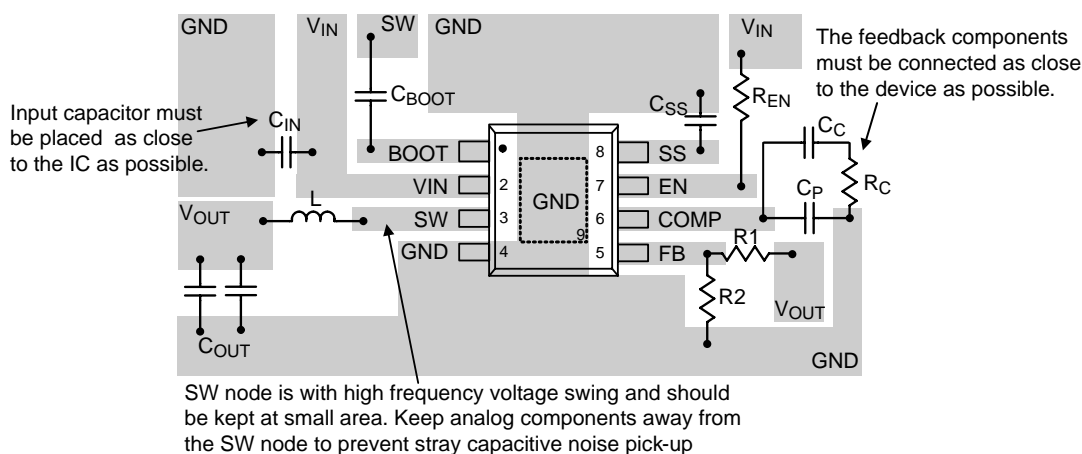 GND
VIN
SW
GND
VIN
The feedback components
must be connected as close
to the device as possible.
Input capacitor must
be placed as close
to the IC as possible.
CIN
CBOOT
CSS
REN
CC
RC
CP
BOOT
8
SS
VIN
2
GND
7
EN
VOUT
L
SW
3
6
COMP
GND
4
9
5
FB
R1
R2
VOUT
COUT
GND
SW node is with high frequency voltage swing and should
be kept at small area. Keep analog components away from
the SW node to prevent stray capacitive noise pick-up